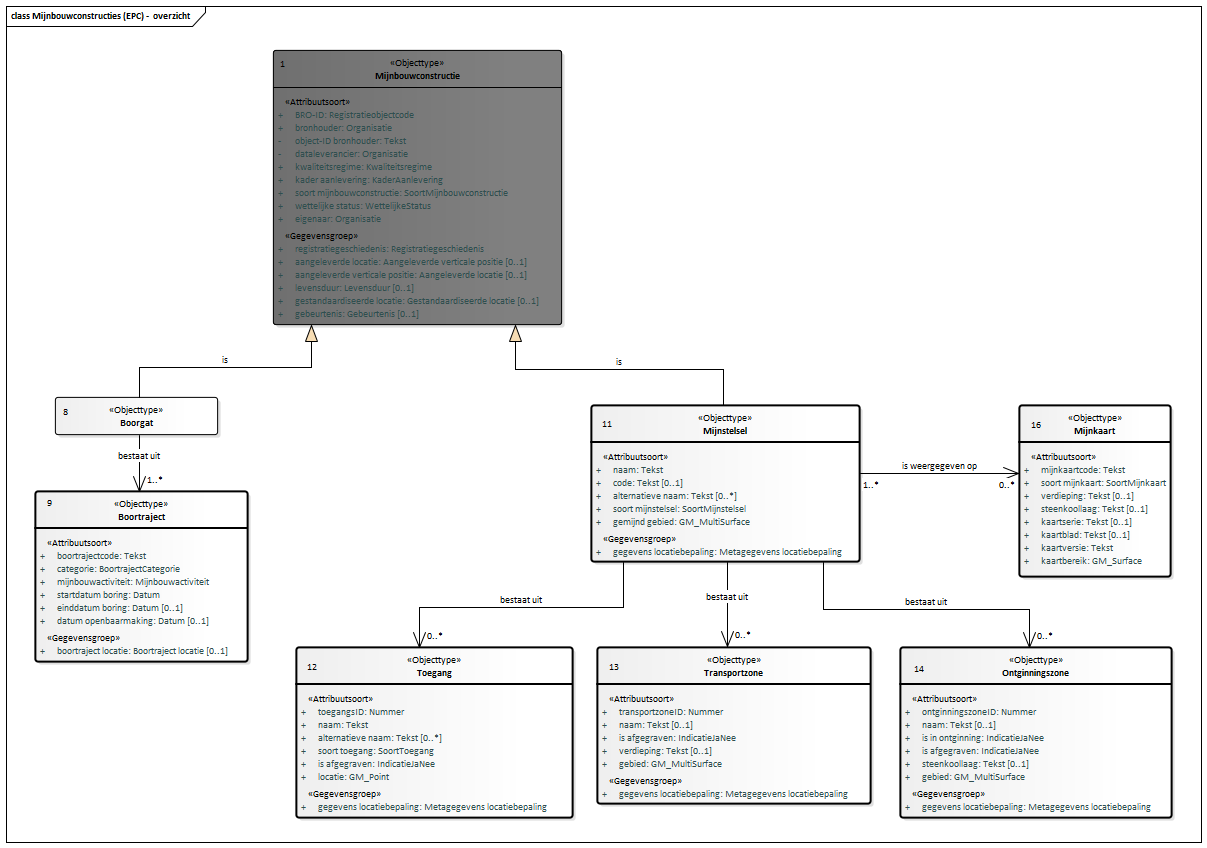 class Mijnbouwconstructies (EPC) - overzicht
1
«Objecttype»
Mijnbouwconstructie
«Attribuutsoort»
+ BRO-ID: Registratieobjectcode
+ bronhouder: Organisatie
- object-ID bronhouder: Tekst
- dataleverancier: Organisatie
+ kwaliteitsregime: Kwaliteitsregime
+ kader aanlevering: KaderAanlevering
+ soort mijnbouwconstructie: SoortMijnbouwconstructie
+ wettelijke status: WettelijkeStatus
+ eigenaar: Organisatie
«Gegevensgroep»
+ registratiegeschiedenis: Registratiegeschiedenis
+ aangeleverde locatie: Aangeleverde verticale positie [0..1]
+ aangeleverde verticale positie: Aangeleverde locatie [0..1]
+ levensduur: Levensduur [0..1]
+ gestandaardiseerde locatie: Gestandaardiseerde locatie [0..1]
+ gebeurtenis: Gebeurtenis [0..1]
is
is
8
«Objecttype»
Boorgat
bestaat uit
1..*
9
«Objecttype»
Boortraject
«Attribuutsoort»
+ boortrajectcode: Tekst
+ categorie: BoortrajectCategorie
+ mijnbouwactiviteit: Mijnbouwactiviteit
+ startdatum boring: Datum
+ einddatum boring: Datum [0..1]
+ datum openbaarmaking: Datum [0..1]
«Gegevensgroep»
+ boortraject locatie: Boortraject locatie [0..1]
11
«Objecttype»
Mijnstelsel
«Attribuutsoort»
+ naam: Tekst
+ code: Tekst [0..1]
+ alternatieve naam: Tekst [0..*]
+ soort mijnstelsel: SoortMijnstelsel
+ gemijnd gebied: GM_MultiSurface
«Gegevensgroep»
+ gegevens locatiebepaling: Metagegevens locatiebepaling
is weergegeven op
1..*
0..*
16
«Objecttype»
Mijnkaart
«Attribuutsoort»
+ mijnkaartcode: Tekst
+ soort mijnkaart: SoortMijnkaart
+ verdieping: Tekst [0..1]
+ steenkoollaag: Tekst [0..1]
+ kaartserie: Tekst [0..1]
+ kaartblad: Tekst [0..1]
+ kaartversie: Tekst
+ kaartbereik: GM_Surface
bestaat uit
0..*
bestaat uit
0..*
bestaat uit
0..*
12
«Objecttype»
Toegang
«Attribuutsoort»
+ toegangsID: Nummer
+ naam: Tekst
+ alternatieve naam: Tekst [0..*]
+ soort toegang: SoortToegang
+ is afgegraven: IndicatieJaNee
+ locatie: GM_Point
«Gegevensgroep»
+ gegevens locatiebepaling: Metagegevens locatiebepaling
13
«Objecttype»
Transportzone
«Attribuutsoort»
+ transportzoneID: Nummer
+ naam: Tekst [0..1]
+ is afgegraven: IndicatieJaNee
+ verdieping: Tekst [0..1]
+ gebied: GM_MultiSurface
«Gegevensgroep»
+ gegevens locatiebepaling: Metagegevens locatiebepaling
14
«Objecttype»
Ontginningszone
«Attribuutsoort»
+ ontginningszoneID: Nummer
+ naam: Tekst [0..1]
+ is in ontginning: IndicatieJaNee
+ is afgegraven: IndicatieJaNee
+ steenkoollaag: Tekst [0..1]
+ gebied: GM_MultiSurface
«Gegevensgroep»
+ gegevens locatiebepaling: Metagegevens locatiebepaling